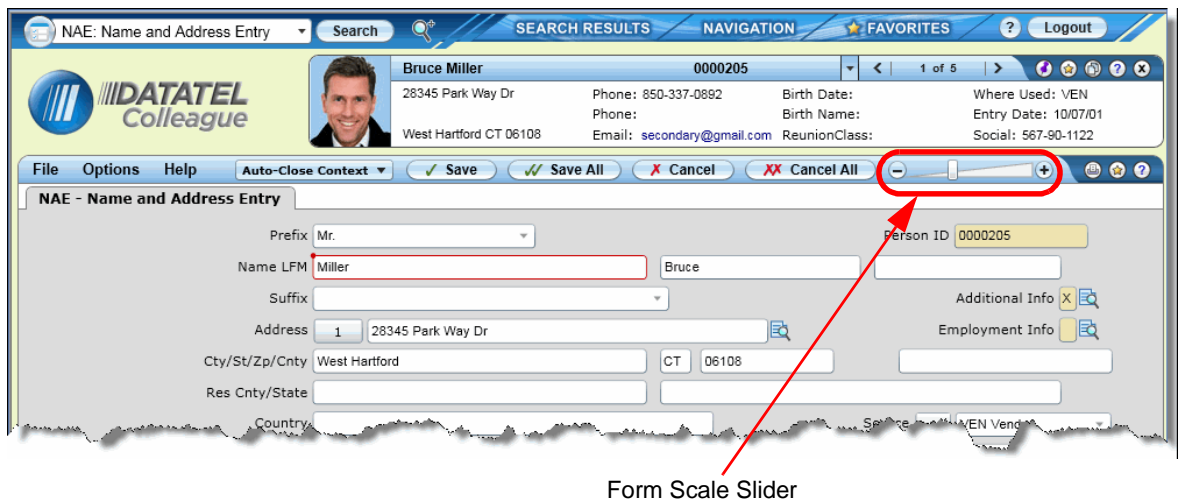 NAE: Name and Address Entry Search SEARCH RESULTS NAVIGATION FAVORITES ? Logout
DATATEL
Colleague
Bruce Miller 0000205 1 of 5 ? X
28345 Park Way Dr Phone: 850-337-0892 Birth Date: Where Used: VEN
Phone: Birth Name: Entry Date: 10/07/01
West Hartford CT 06108 Email: secondary@gmail.com ReunionClass: Social: 567-90-1122
File Options Help Auto-Close Context Save Save All Cancel Cancel All - + ?
NAE - Name and Address Entry
Prefix Mr. Person ID 0000205
Name LFM Miller Bruce
Suffix Additional Info X
Address 1 28345 Park Way Dr Employment Info
Cty/St/Zp/Cnty West Hartford CT 06108
Res Cnty/State
Country VEN
Form Scale Slider